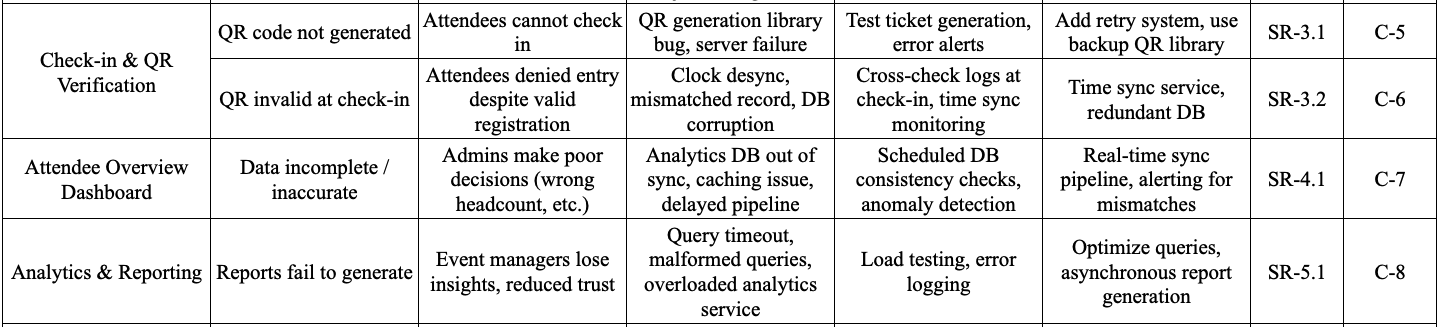 Check-in & QR
Verification
QR code not generated
Attendees cannot check
in
QR generation library
bug, server failure
Test ticket generation,
error alerts
Add retry system, use
backup QR library
SR-3.1
C-5
QR invalid at check-in
Attendees denied entry
despite valid
registration
Clock desync,
mismatched record, DB
corruption
Cross-check logs at
check-in, time sync
monitoring
Time sync service,
redundant DB
SR-3.2
C-6
Attendee Overview
Dashboard
Data incomplete /
inaccurate
Admins make poor
decisions (wrong
headcount, etc.)
Analytics DB out of
sync, caching issue,
delayed pipeline
Scheduled DB
consistency checks,
anomaly detection
Real-time sync
pipeline, alerting for
mismatches
SR-4.1
C-7
Analytics & Reporting
Reports fail to generate
Event managers lose
insights, reduced trust
Query timeout,
malformed queries,
overloaded analytics
service
Load testing, error
logging
Optimize queries,
asynchronous report
generation
SR-5.1
C-8